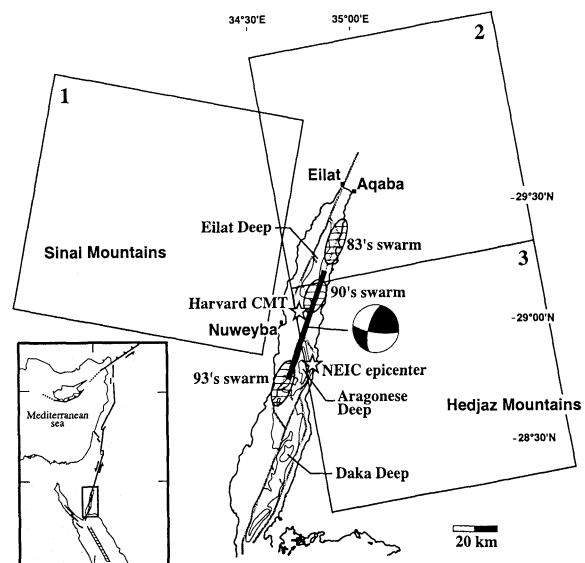 34°30'E
35°00'E
2
1
Eilat
Aqaba
29°30'N
Eilat Deep
83's swarm
Sinai Mountains
3
90's swarm
Harvard CMT
Nuweyba
29°00'N
NEIC epicenter
93's swarm
Aragonese
Deep
Hedjaz Mountains
Mediterranean
sea
28°30'N
Daka Deep
20 km